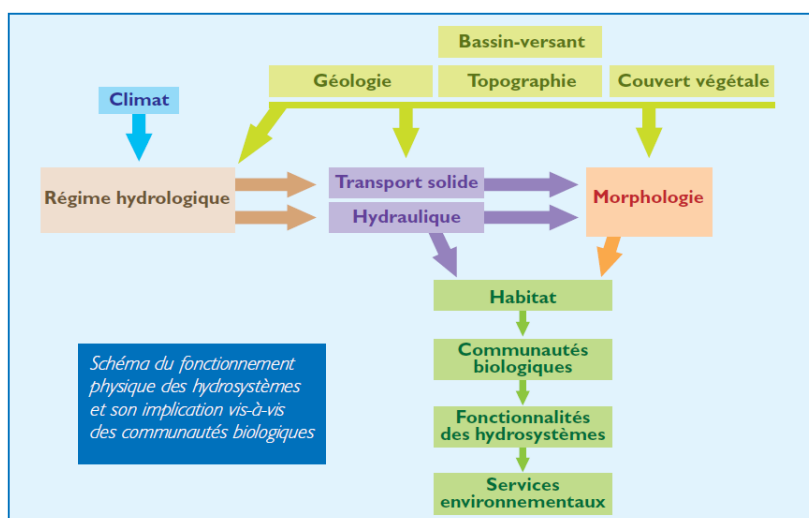 Bassin-versant
Géologie
Topographie
Couvert végétale
Climat
Régime hydrologique
Transport solide
Hydraulique
Morphologie
Habitat
Communautés
biologiques
Fonctionnalités
des hydrosystèmes
Services
environnementaux
Schéma du fonctionnement
physique des hydrosystèmes
et son implication vis-à-vis
des communautés biologiques